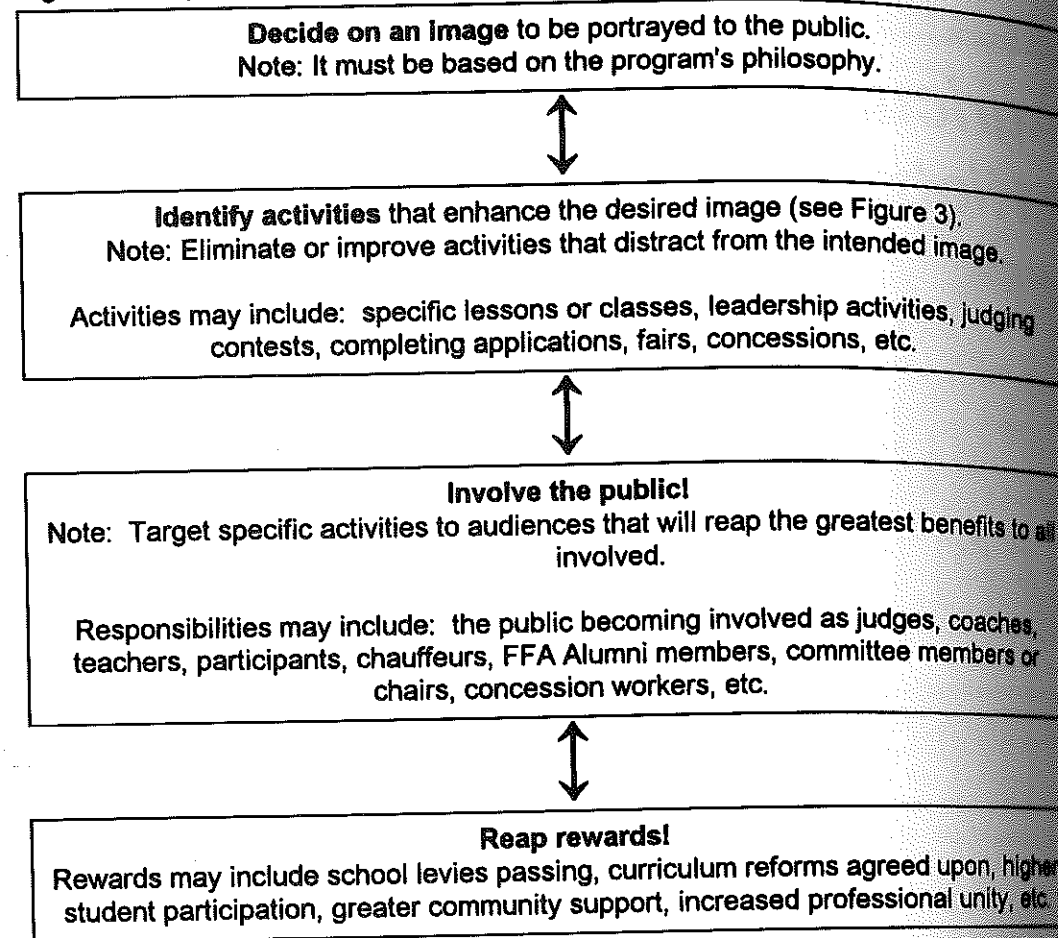 Decide on an image to be portrayed to the public.
Note: It must be based on the program's philosophy.
Identify activities that enhance the desired image (see Figure 3).
Note: Eliminate or improve activities that distract from the intended image.
Activities may include: specific lessons or classes, leadership activities, judging
contests, completing applications, fairs, concessions, etc.
Involve the public!
Note: Target specific activities to audiences that will reap the greatest benefits to all
involved.
Responsibilities may include: the public becoming involved as judges, coaches,
teachers, participants, chauffeurs, FFA Alumni members, committee members or
chairs, concession workers, etc.
Reap rewards!
Rewards may include school levies passing, curriculum reforms agreed upon, higher
student participation, greater community support, increased professional unity, etc.